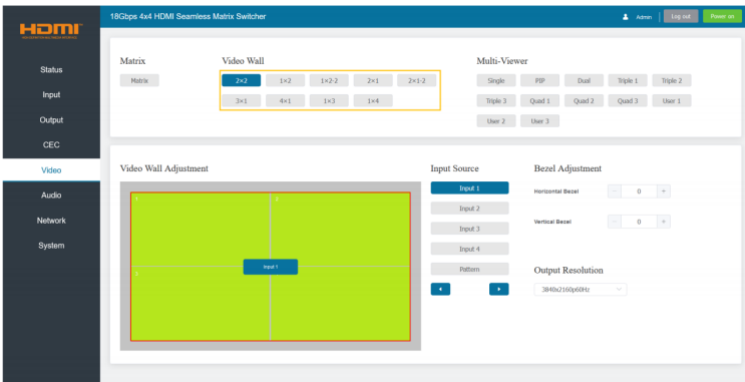 HDMI
18Gbps 4x4 HDMI Seamless Matrix Switcher
Admin
Log out
Power on
Status
Input
Output
CEC
Video
Audio
Network
System
Matrix
Matrix
Video Wall
2×2 1×2 1×2-2 2×1 2×1-2
3×1 4×1 1×3 1×4
Multi-Viewer
Single PIP Dual Triple 1 Triple 2
Triple 3 Quad 1 Quad 2 Quad 3 User 1
User 2 User 3
Video Wall Adjustment
Input 1
Input Source
Input 1
Input 2
Input 3
Input 4
Pattern
Bezel Adjustment
Horizontal Bezel - 0 +
Vertical Bezel - 0 +
Output Resolution
3840x2160p60Hz